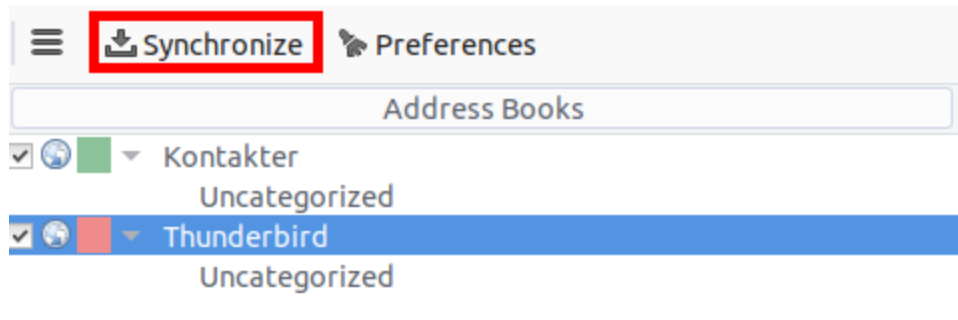 Synchronize Preferences
Address Books
Kontakter
Uncategorized
Thunderbird
Uncategorized